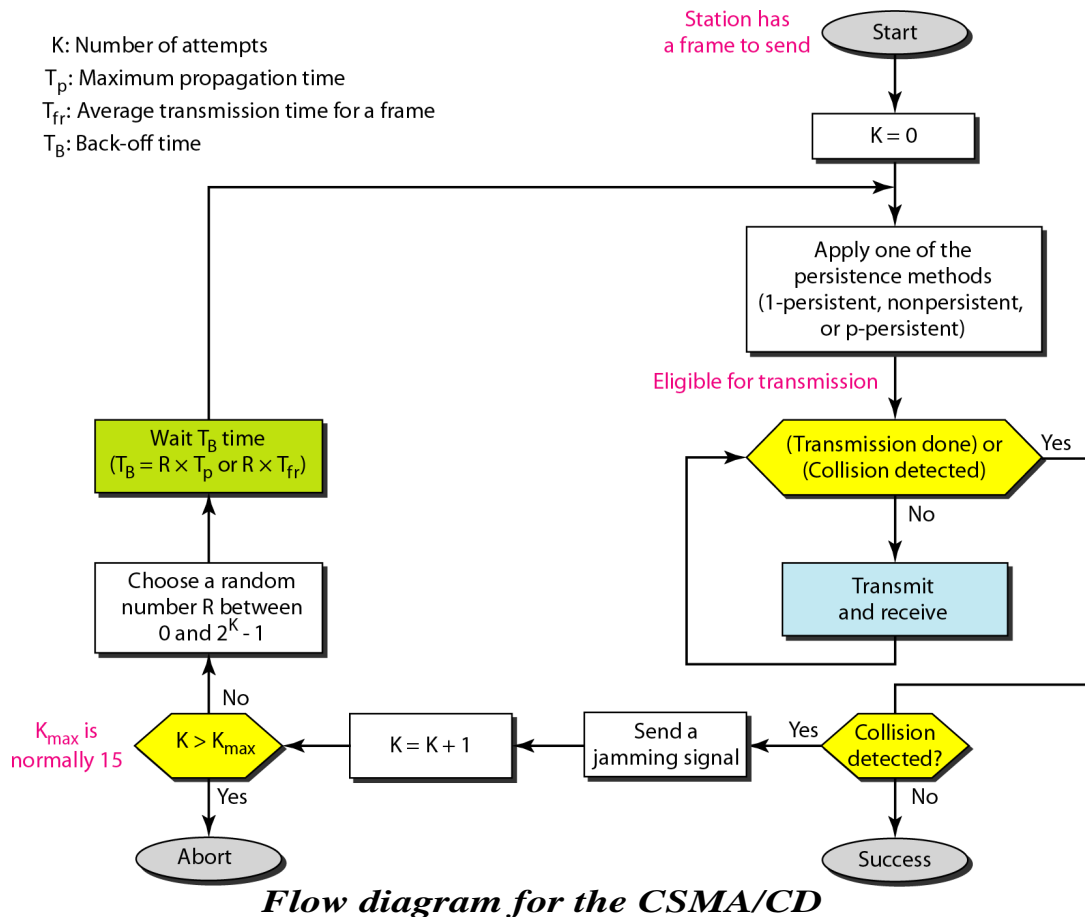 K: Number of attempts
Tp: Maximum propagation time
Tfr: Average transmission time for a frame
TB: Back-off time
Station has
a frame to send
Start
K = 0
Apply one of the
persistence methods
(1-persistent, nonpersistent,
or p-persistent)
Eligible for transmission
(Transmission done) or
(Collision detected)
Yes
No
Transmit
and receive
Wait TB time
(TB = R × Tp or R × Tfr)
Choose a random
number R between
0 and 2^K - 1
No
Kmax is
normally 15
K > Kmax
Yes
Abort
K = K + 1
Send a
jamming signal
Yes
Collision
detected?
No
Success
Flow diagram for the CSMA/CD